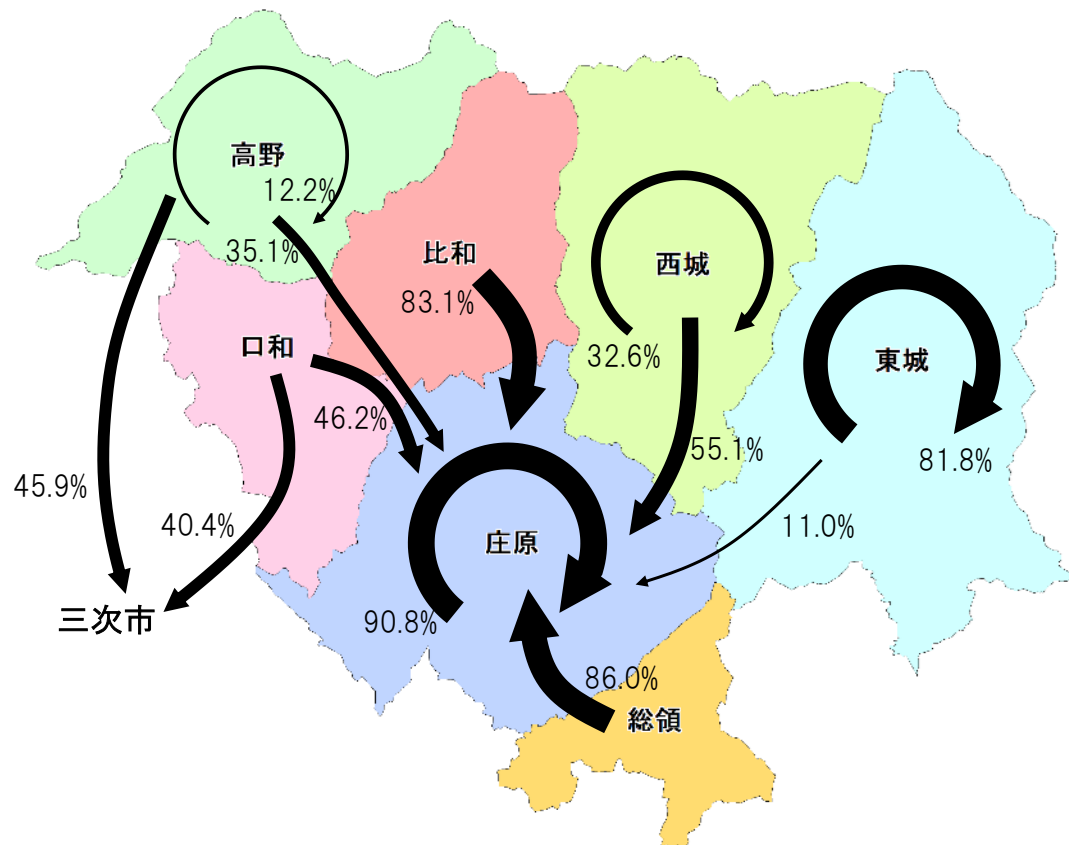 高野
12.2%
35.1%
比和
83.1%
西城
32.6%
口和
46.2%
東城
81.8%
55.1%
11.0%
45.9%
40.4%
三次市
庄原
90.8%
86.0%
総領